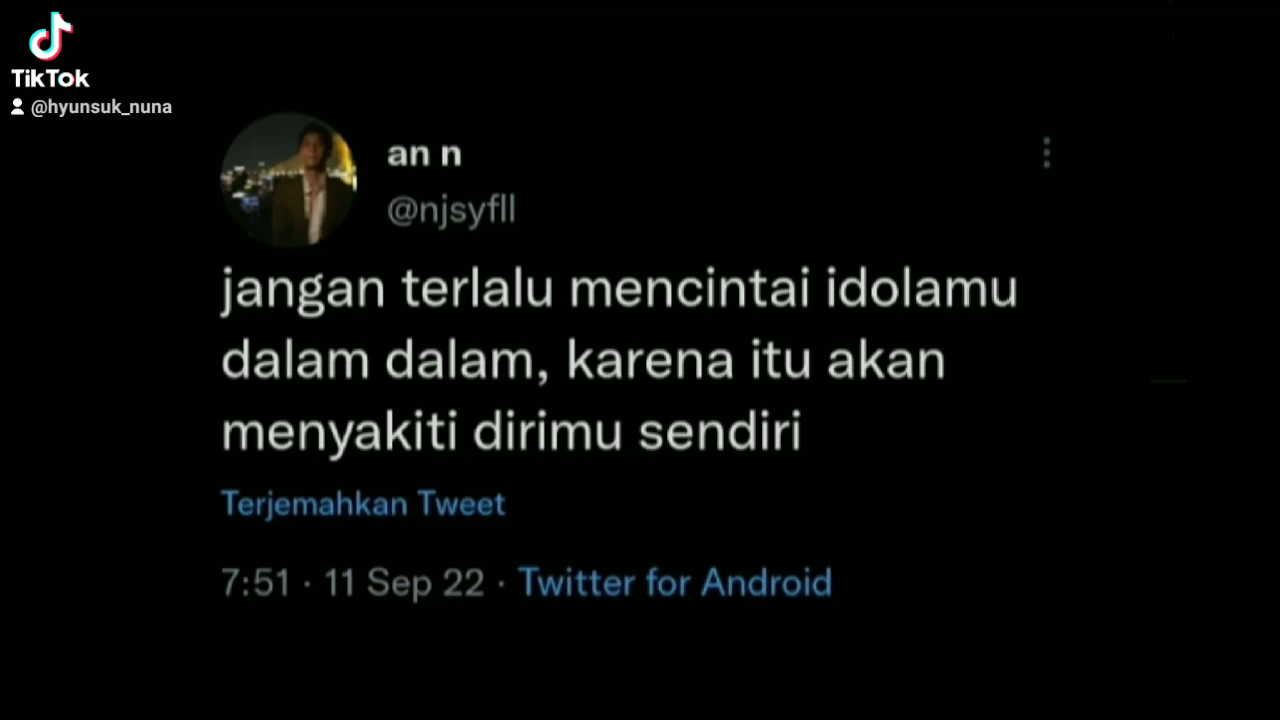 TikTok
@hyunsuk_nuna
an n
@njsyfll
jangan terlalu mencintai idolamu
dalam dalam, karena itu akan
menyakiti dirimu sendiri
Terjemahkan Tweet
7:51 · 11 Sep 22 · Twitter for Android